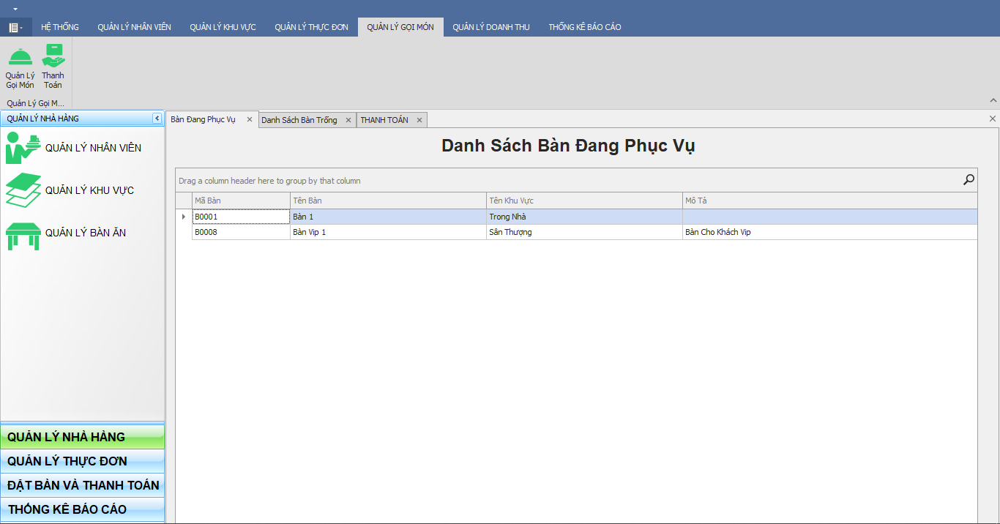 HỆ THỐNG QUẢN LÝ NHÂN VIÊN QUẢN LÝ KHU VỰC QUẢN LÝ THỰC ĐƠN QUẢN LÝ GỌI MÓN QUẢN LÝ DOANH THU THỐNG KÊ BÁO CÁO
Quản Lý Gọi Món
Thanh Toán
Quản Lý Gọi M...
QUẢN LÝ NHÀ HÀNG
QUẢN LÝ NHÂN VIÊN
QUẢN LÝ KHU VỰC
QUẢN LÝ BÀN ĂN
QUẢN LÝ NHÀ HÀNG
QUẢN LÝ THỰC ĐƠN
ĐẶT BÀN VÀ THANH TOÁN
THỐNG KÊ BÁO CÁO
Bàn Đang Phục Vụ Danh Sách Bàn Trống THANH TOÁN
Danh Sách Bàn Đang Phục Vụ
Drag a column header here to group by that column
Mã Bàn Tên Bàn Tên Khu Vực Mô Tả
B0001 Bàn 1 Trong Nhà
B0008 Bàn Vip 1 Sân Thượng Bàn Cho Khách Vip